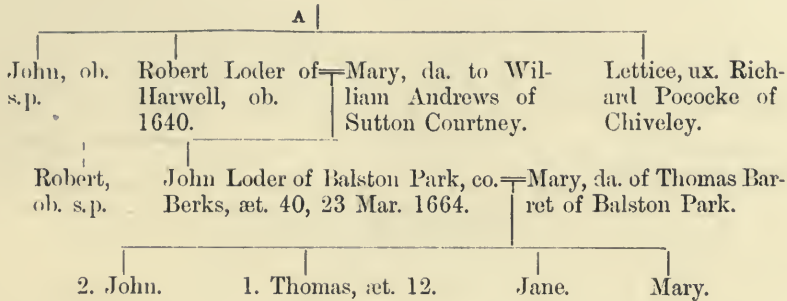 A
John, ob. s.p.
Robert Loder of Harwell, ob. 1640.
Mary, da. to William Andrews of Sutton Courtney.
Lettice, ux. Richard Pococke of Chiveley.
Robert, ob. s.p.
John Loder of Balston Park, co. Berks, æt. 40, 23 Mar. 1664.
Mary, da. of Thomas Barret of Balston Park.
2. John.
1. Thomas, æt. 12.
Jane.
Mary.